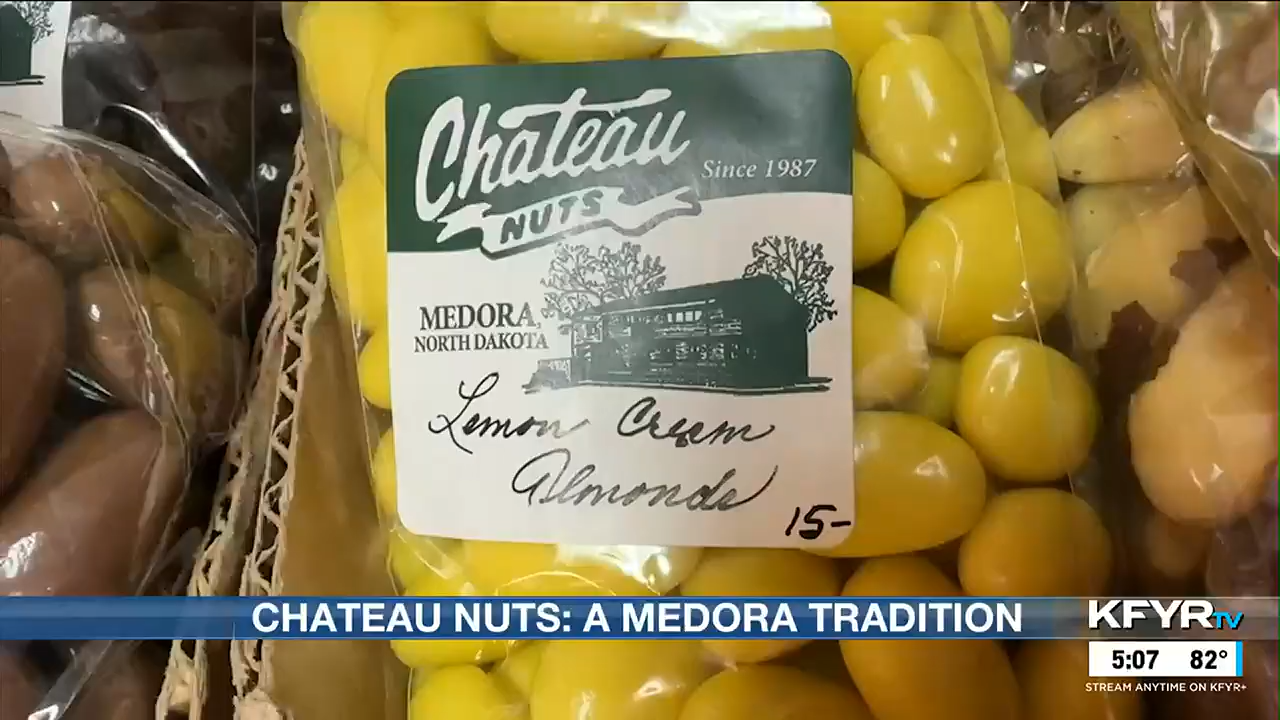 Chateau
Since 1987
NUTS
MEDORA,
NORTH DAKOTA
Lemon Cream
Almonds
15-
CHATEAU NUTS: A MEDORA TRADITION
KFYRTV
5:07 82°
STREAM ANYTIME ON KFYR+